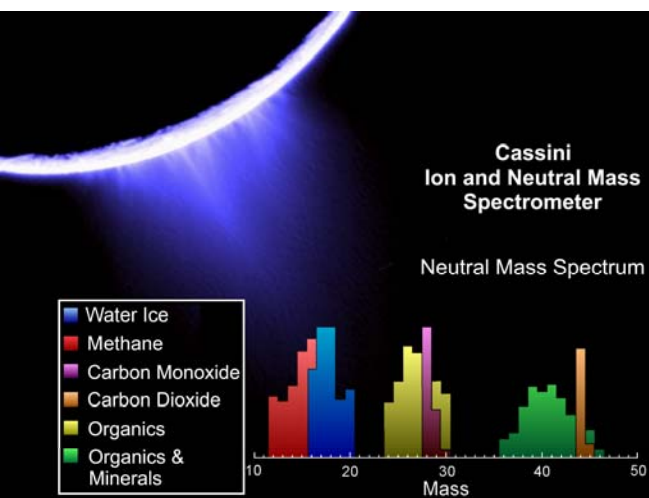 Cassini
Ion and Neutral Mass
Spectrometer
Neutral Mass Spectrum
Water Ice
Methane
Carbon Monoxide
Carbon Dioxide
Organics
Organics &
Minerals
10 20 30 40 50
Mass